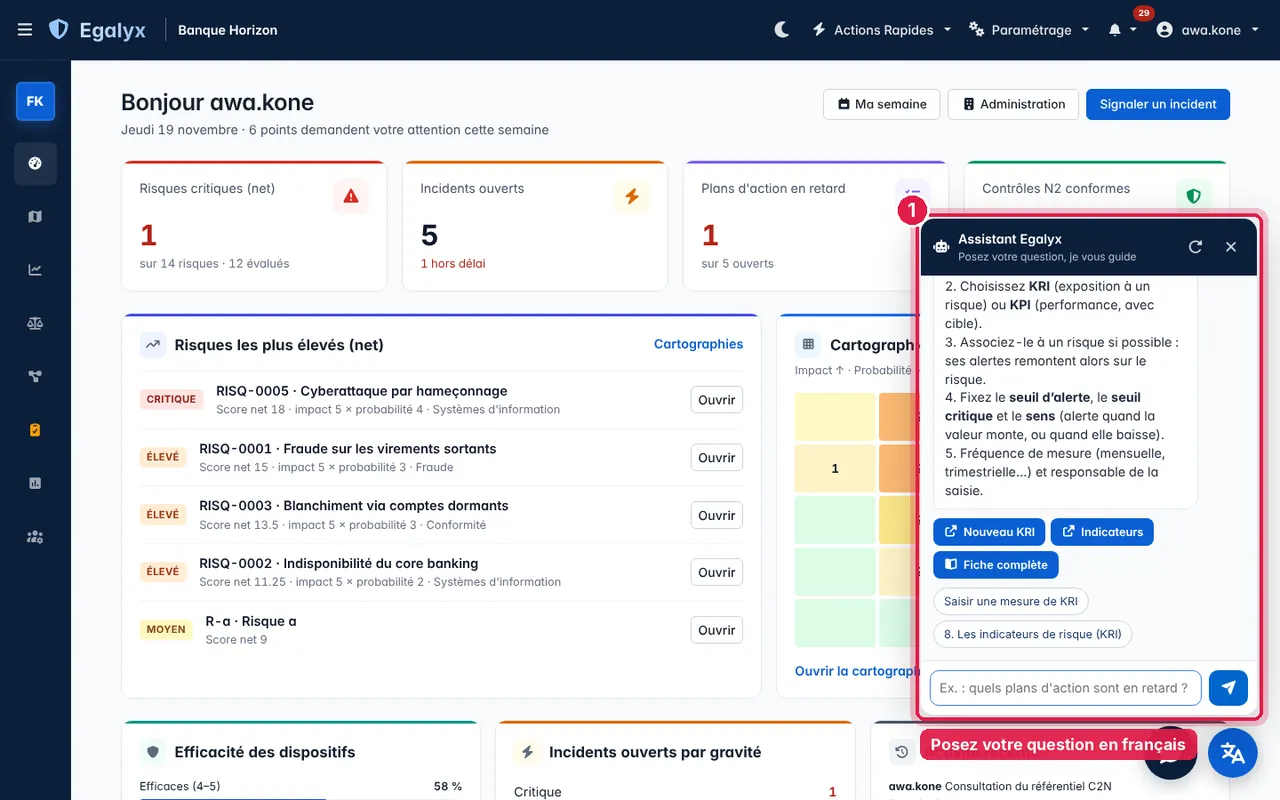 Egalyx
Banque Horizon
Actions Rapides
Paramétrage
29
awa.kone
FK
Bonjour awa.kone
Jeudi 19 novembre · 6 points demandent votre attention cette semaine
Ma semaine
Administration
Signaler un incident
Risques critiques (net)
1
sur 14 risques · 12 évalués
Incidents ouverts
5
1 hors délai
Plans d'action en retard
1
sur 5 ouverts
Contrôles N2 conformes
Risques les plus élevés (net)
Cartographies
CRITIQUE
RISQ-0005 · Cyberattaque par hameçonnage
Score net 18 · impact 5 × probabilité 4 · Systèmes d'information
Ouvrir
ÉLEVÉ
RISQ-0001 · Fraude sur les virements sortants
Score net 15 · impact 5 × probabilité 3 · Fraude
Ouvrir
ÉLEVÉ
RISQ-0003 · Blanchiment via comptes dormants
Score net 13.5 · impact 5 × probabilité 3 · Conformité
Ouvrir
ÉLEVÉ
RISQ-0002 · Indisponibilité du core banking
Score net 11.25 · impact 5 × probabilité 2 · Systèmes d'information
Ouvrir
MOYEN
R-a · Risque a
Score net 9
Ouvrir
Impact ↑ · Probabilité
1
1
Assistant Egalyx
Posez votre question, je vous guide
2. Choisissez KRI (exposition à un
risque) ou KPI (performance, avec
cible).
3. Associez-le à un risque si possible :
ses alertes remontent alors sur le
risque.
4. Fixez le seuil d’alerte, le seuil
critique et le sens (alerte quand la
valeur monte, ou quand elle baisse).
5. Fréquence de mesure (mensuelle,
trimestrielle…) et responsable de la
saisie.
Nouveau KRI
Indicateurs
Fiche complète
Saisir une mesure de KRI
8. Les indicateurs de risque (KRI)
Ex. : quels plans d'action sont en retard ?
Posez votre question en français
Ouvrir la
Efficacité des dispositifs
Efficaces (4–5)
58 %
Incidents ouverts par gravité
Critique
1
awa.kone Consultation du référentiel C2N